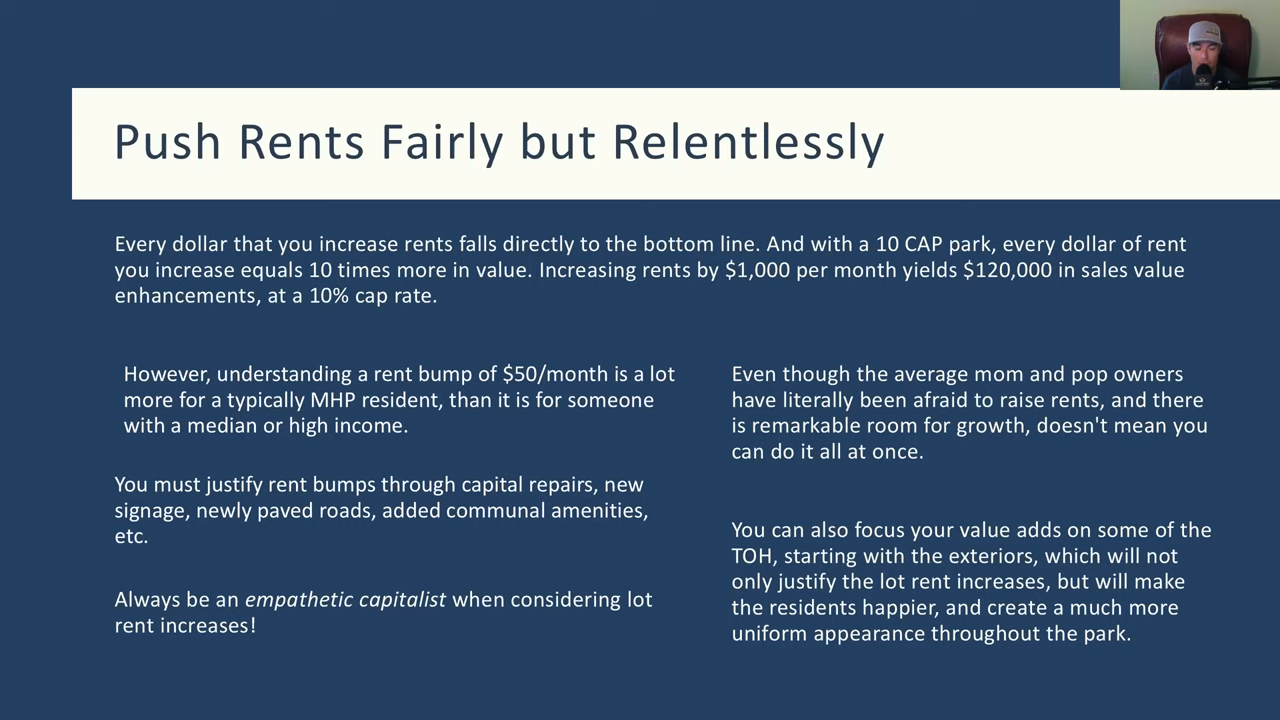 Push Rents Fairly but Relentlessly
Every dollar that you increase rents falls directly to the bottom line. And with a 10 CAP park, every dollar of rent
you increase equals 10 times more in value. Increasing rents by $1,000 per month yields $120,000 in sales value
enhancements, at a 10% cap rate.
However, understanding a rent bump of $50/month is a lot
more for a typically MHP resident, than it is for someone
with a median or high income.
You must justify rent bumps through capital repairs, new
signage, newly paved roads, added communal amenities,
etc.
Always be an empathetic capitalist when considering lot
rent increases!
Even though the average mom and pop owners
have literally been afraid to raise rents, and there
is remarkable room for growth, doesn't mean you
can do it all at once.
You can also focus your value adds on some of the
TOH, starting with the exteriors, which will not
only justify the lot rent increases, but will make
the residents happier, and create a much more
uniform appearance throughout the park.